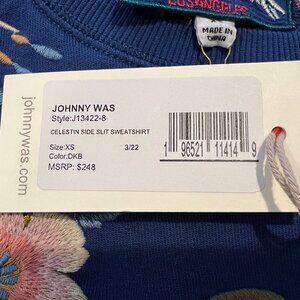 LOS ANGELES
MADE IN
CHINA
johnnywas.com
JOHNNY WAS
Style:J13422-8
CELESTIN SIDE SLIT SWEATSHIRT
Size:XS 3/22
Color:DKB
MSRP: $248
1 96521 11414 9